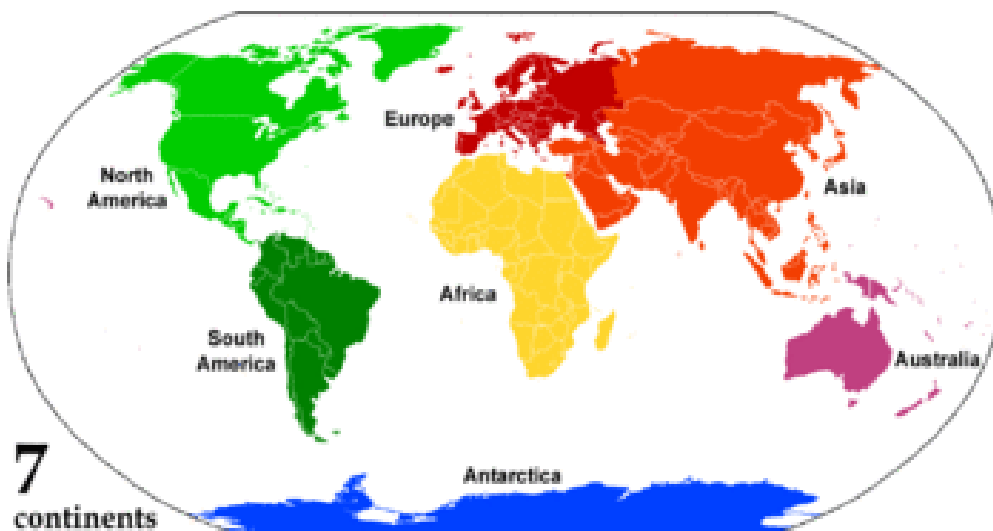 Europe
North
America
Asia
Africa
South
America
Australia
7
continents
Antarctica